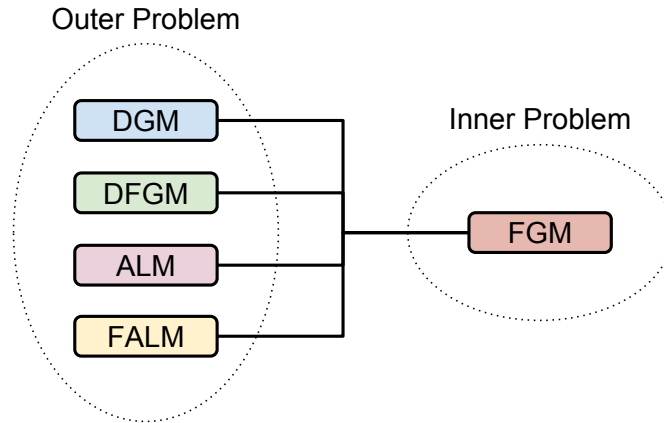 Outer Problem
DGM
DFGM
ALM
FALM
Inner Problem
FGM